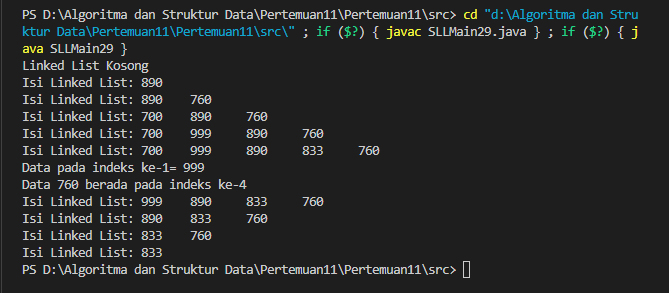 PS D:\Algoritma dan Struktur Data\Pertemuan11\Pertemuan11\src> cd "d:\Algoritma dan Stru
ktur Data\Pertemuan11\Pertemuan11\src\" ; if ($?) { javac SLLMain29.java } ; if ($?) { j
ava SLLMain29 }
Linked List Kosong
Isi Linked List: 890
Isi Linked List: 890 760
Isi Linked List: 700 890 760
Isi Linked List: 700 999 890 760
Isi Linked List: 700 999 890 833 760
Data pada indeks ke-1= 999
Data 760 berada pada indeks ke-4
Isi Linked List: 999 890 833 760
Isi Linked List: 890 833 760
Isi Linked List: 833 760
Isi Linked List: 833
PS D:\Algoritma dan Struktur Data\Pertemuan11\Pertemuan11\src>